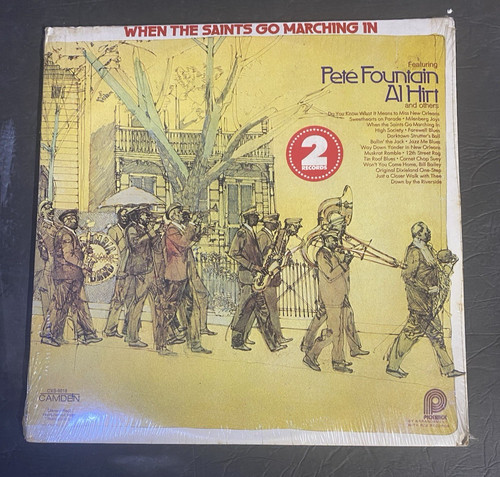 WHEN THE SAINTS GO MARCHING IN
Featuring
Pete Fountain
Al Hirt
and others
Do You Know What It Means to Miss New Orleans
Sweethearts on Parade • Milenberg Joys
When the Saints Go Marching In
High Society • Farewell Blues
Darktown Strutter's Ball
Ballin' the Jack • Jazz Me Blues
Way Down Yonder in New Orleans
Muskrat Ramble • 12th Street Rag
Tin Roof Blues • Cornet Chop Suey
Won't You Come Home, Bill Bailey
Original Dixieland One-Step
Just a Closer Walk with Thee
Down by the Riverside
2
RECORDS
BAND
CAMDEN
P
PICKWICK